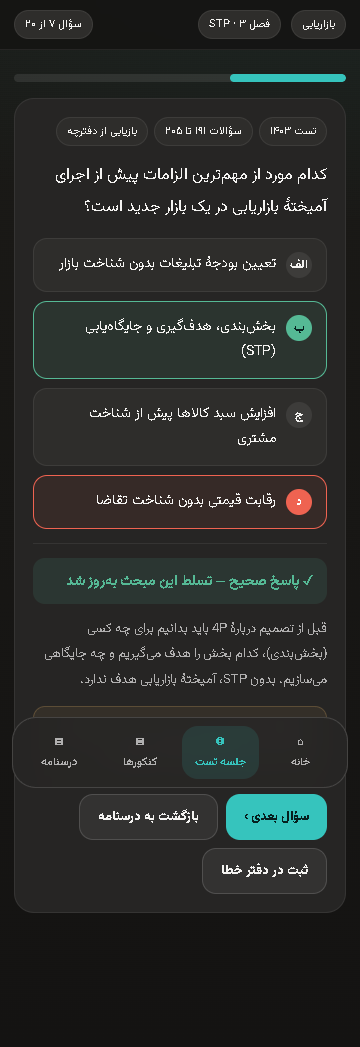 بازاریابی
فصل ۳ · STP
سؤال ۷ از ۲۰
تست ۱۴۰۳
سؤالات ۱۹۱ تا ۲۰۵
بازیابی از دفترچه
کدام مورد از مهم‌ترین الزامات پیش از اجرای
آمیختهٔ بازاریابی در یک بازار جدید است؟
الف تعیین بودجهٔ تبلیغات بدون شناخت بازار
ب بخش‌بندی، هدف‌گیری و جایگاه‌یابی
(STP)
ج افزایش سبد کالاها پیش از شناخت
مشتری
د رقابت قیمتی بدون شناخت تقاضا
✓ پاسخ صحیح — تسلط این مبحث به‌روز شد
قبل از تصمیم دربارهٔ 4P باید بدانیم برای چه کسی
(بخش‌بندی)، کدام بخش را هدف می‌گیریم و چه جایگاهی
می‌سازیم. بدون STP، آمیختهٔ بازاریابی هدف ندارد.
خانه
جلسه تست
کنکورها
درسنامه
سؤال بعدی ›
بازگشت به درسنامه
ثبت در دفتر خطا